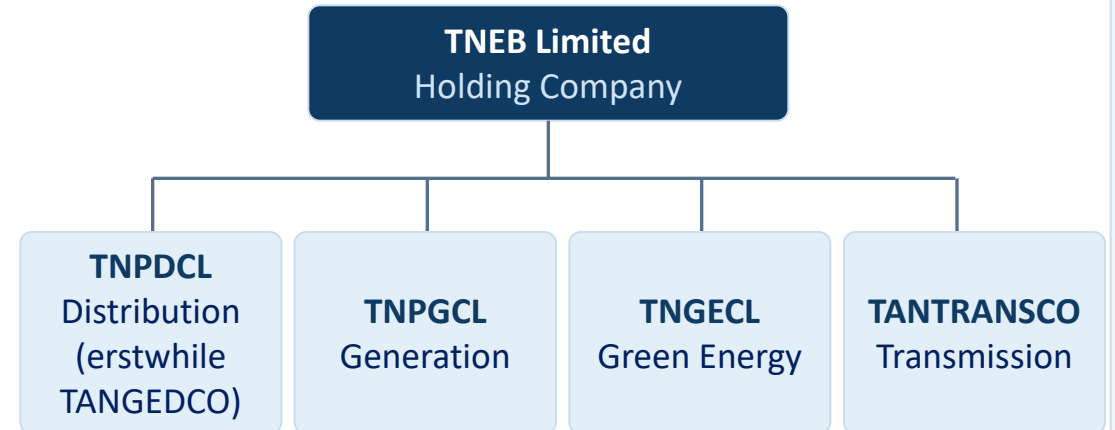 TNEB Limited
Holding Company
TNPDCL
Distribution
(erstwhile
TANGEDCO)
TNPGCL
Generation
TNGECL
Green Energy
TANTRANSCO
Transmission